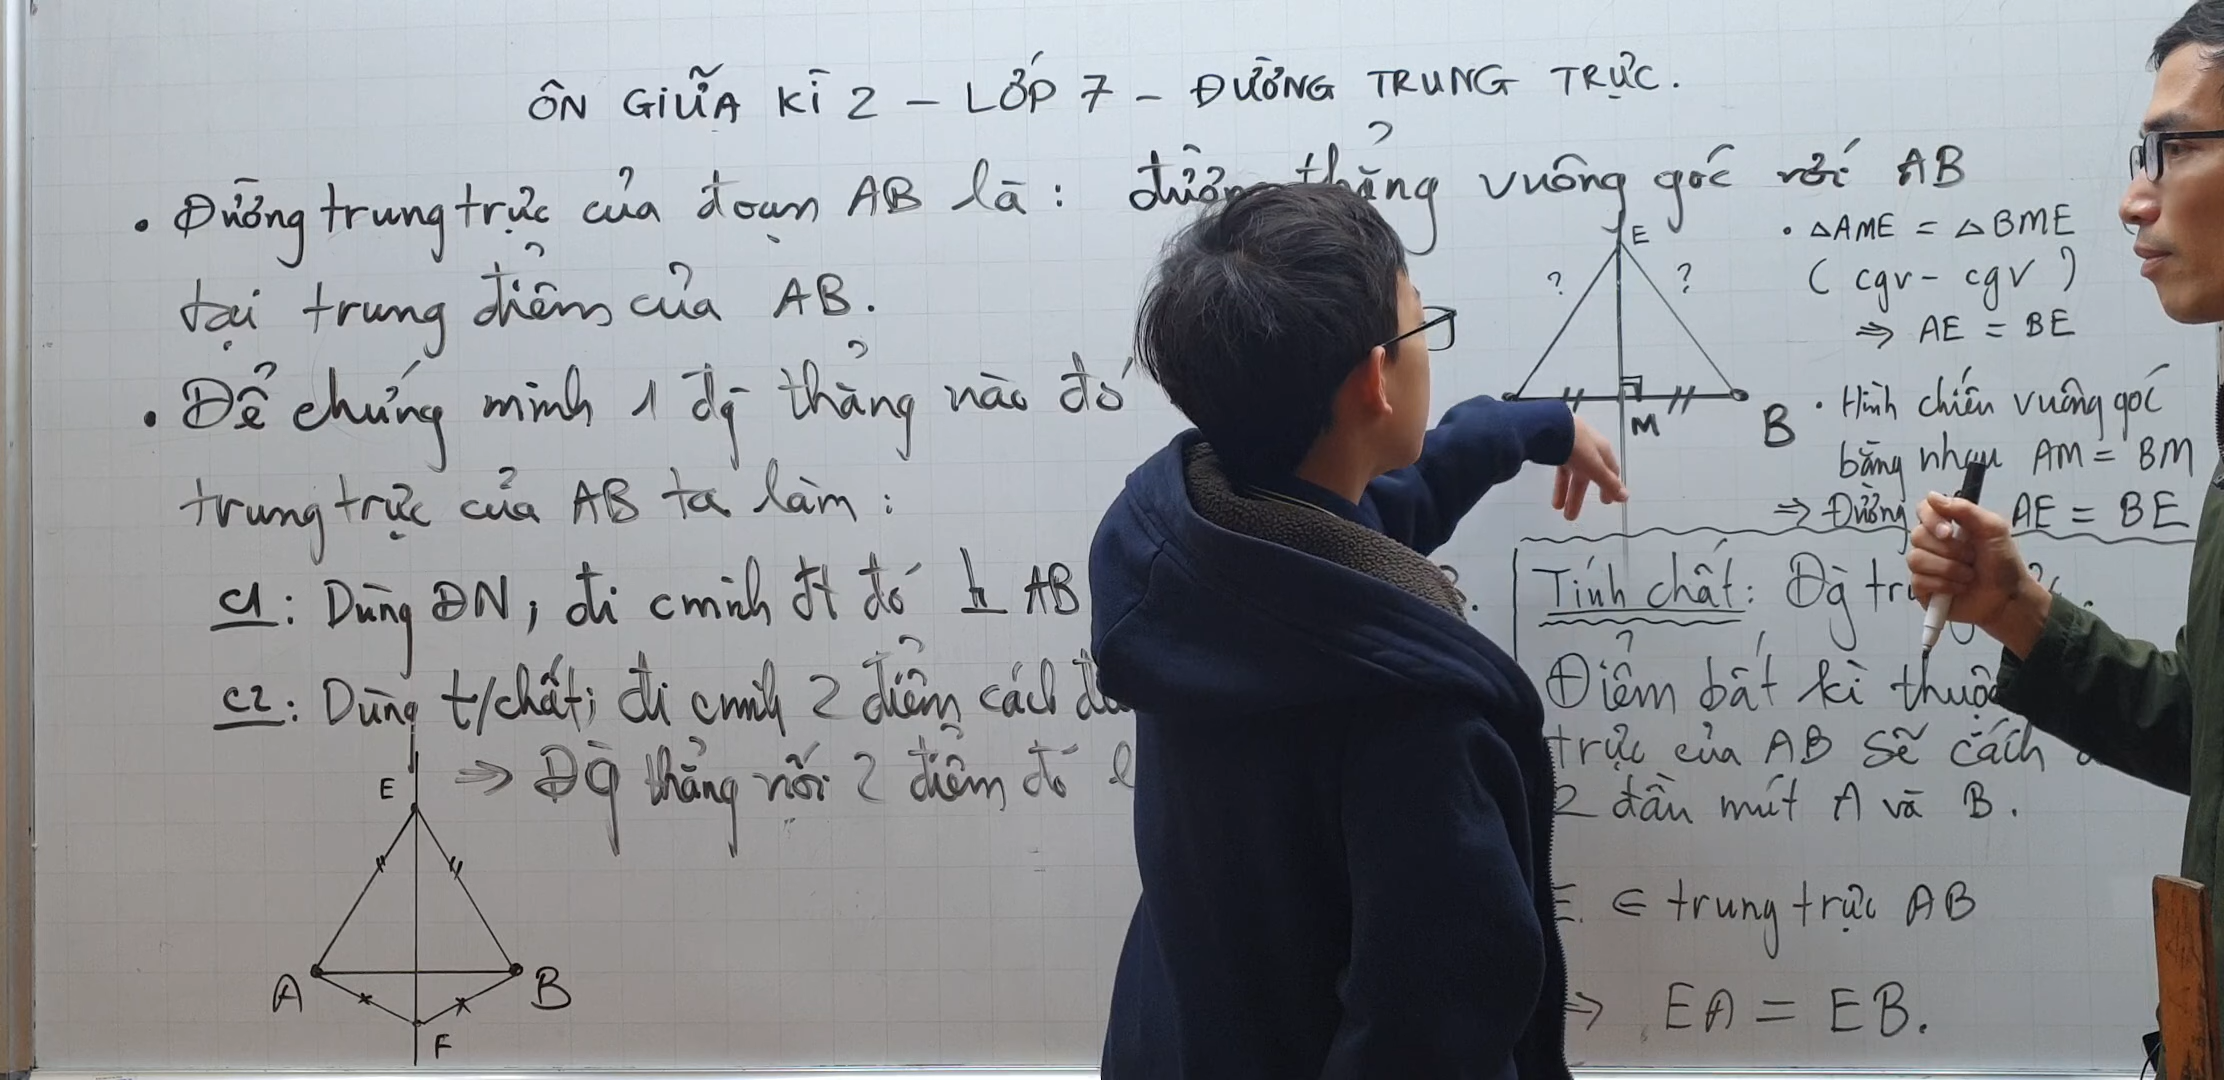 ÔN GIỮA KÌ 2 - LỚP 7 - ĐƯỜNG TRUNG TRỰC.
• Đường trung trực của đoạn AB là : đường thẳng vuông góc với AB
tại trung điểm của AB.
• Để chứng minh 1 đg thẳng nào đó
trung trực của AB ta làm :
C1 : Dùng ĐN, đi cminh đt đó ⊥ AB
C2 : Dùng t/chất; đi cminh 2 điểm cách
⇒ Đg thẳng nối 2 điểm đó
E
A
B
F
E
? ?
M
B
• △AME = △BME
( cgv - cgv )
⇒ AE = BE
• Hình chiếu vuông góc
bằng nhau AM = BM
⇒ Đường AE = BE
Tính chất : Đg
Điểm bất kì thuộc
trực của AB sẽ cách
2 đầu mút A và B.
E ∈ trung trực AB
⇒ EA = EB.